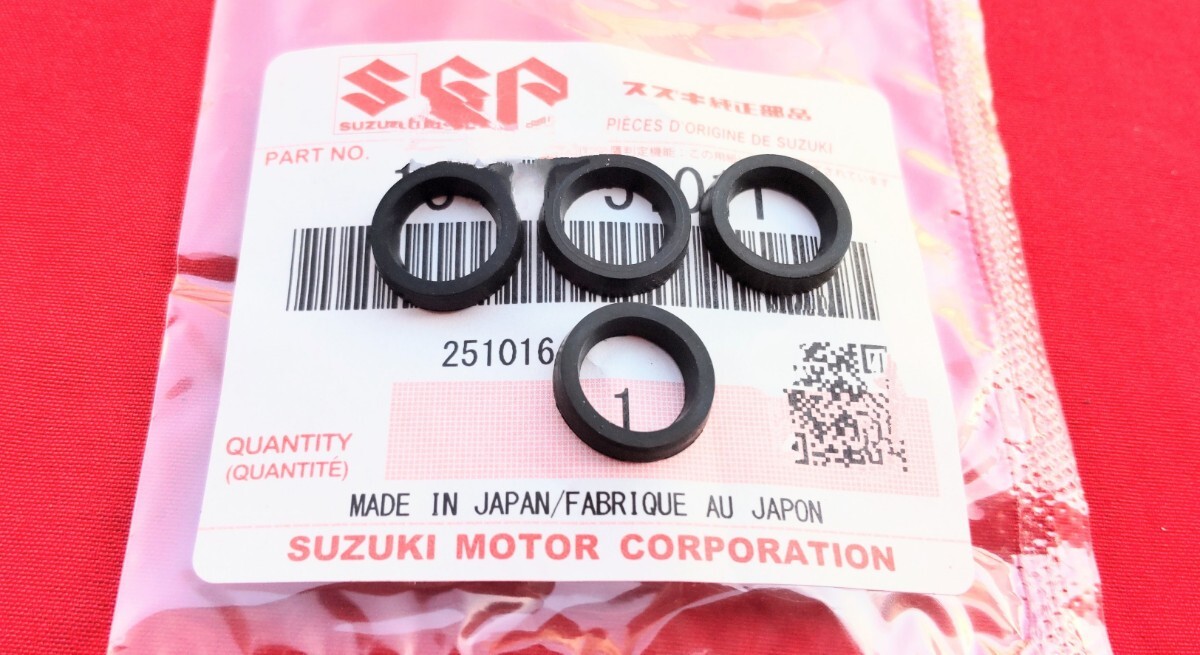 SGP
スズキ純正部品
SUZUKI
PIÈCES D'ORIGINE DE SUZUKI
PART NO.
251016
1
QUANTITY
(QUANTITÉ)
MADE IN JAPAN/FABRIQUE AU JAPON
SUZUKI MOTOR CORPORATION